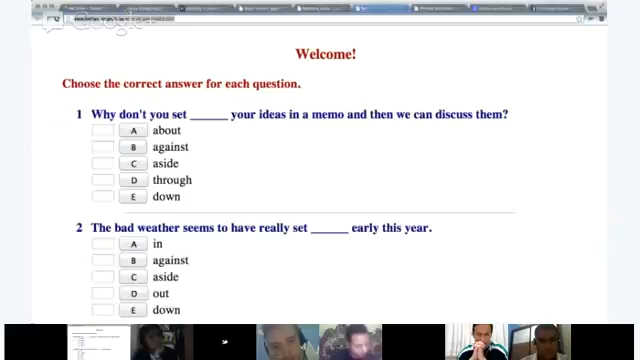 Google+
Welcome!
Choose the correct answer for each question.
1 Why don't you set ______ your ideas in a memo and then we can discuss them?
A about
B against
C aside
D through
E down
2 The bad weather seems to have really set ______ early this year.
A in
B against
C aside
D out
E down